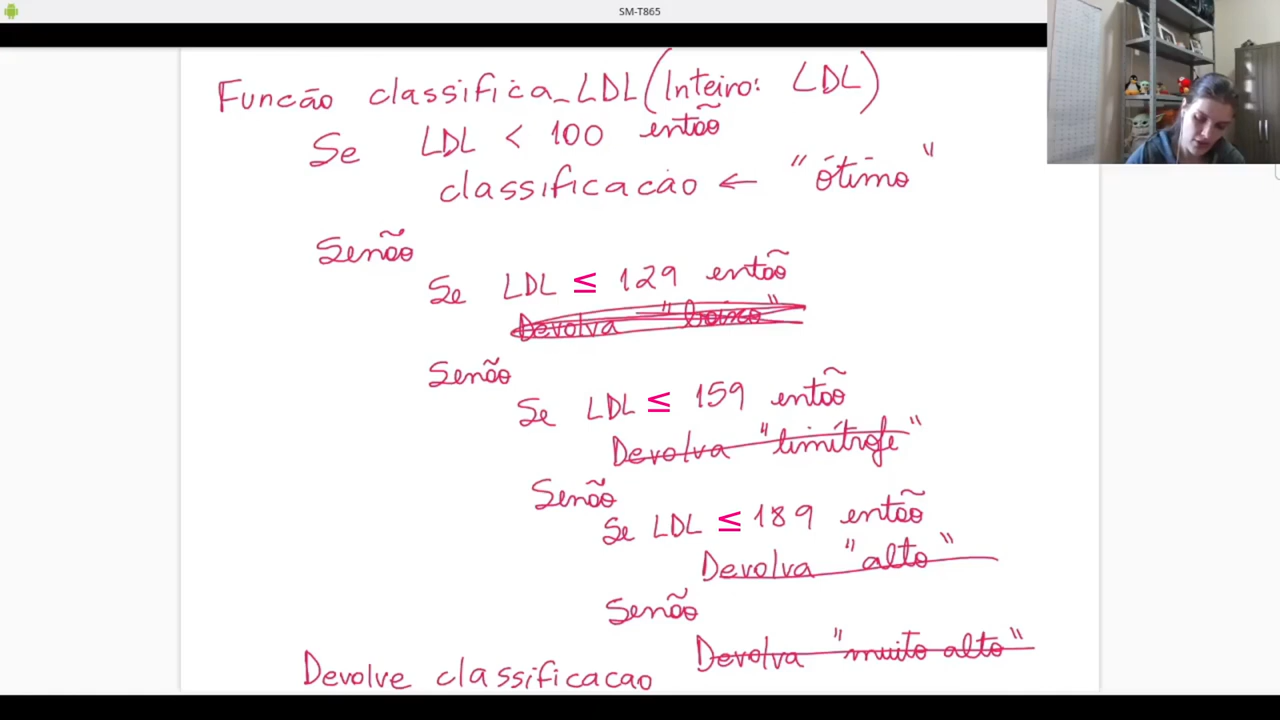 SM-T865
Funcão classifica_LDL(Inteiro: LDL)
Se LDL < 100 então
classificacão ← "ótimo"
Senão
Se LDL ≤ 129 então
Devolva "baixo"
Senão
Se LDL ≤ 159 então
Devolva "limítrofe"
Senão
Se LDL ≤ 189 então
Devolva "alto"
Senão
Devolva "muito alto"
Devolve classificacao